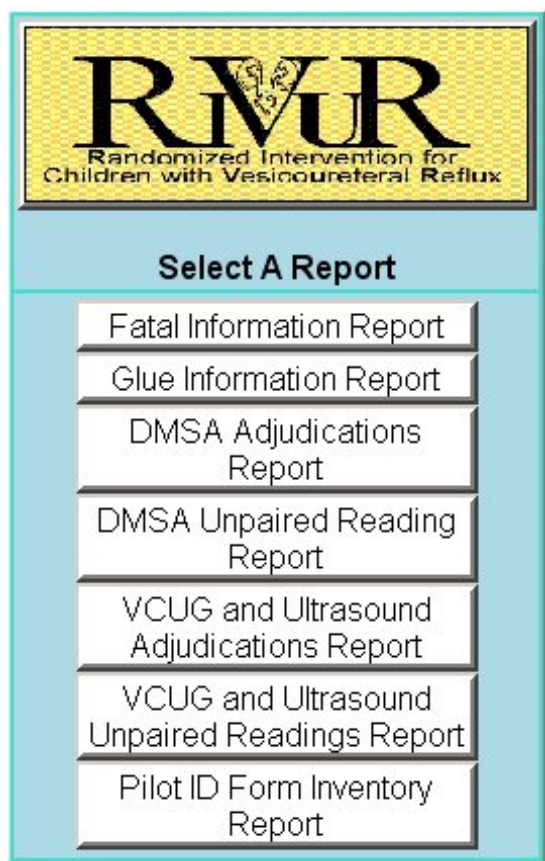 RIVUR
Randomized Intervention for
Children with Vesicoureteral Reflux
Select A Report
Fatal Information Report
Glue Information Report
DMSA Adjudications
Report
DMSA Unpaired Reading
Report
VCUG and Ultrasound
Adjudications Report
VCUG and Ultrasound
Unpaired Readings Report
Pilot ID Form Inventory
Report